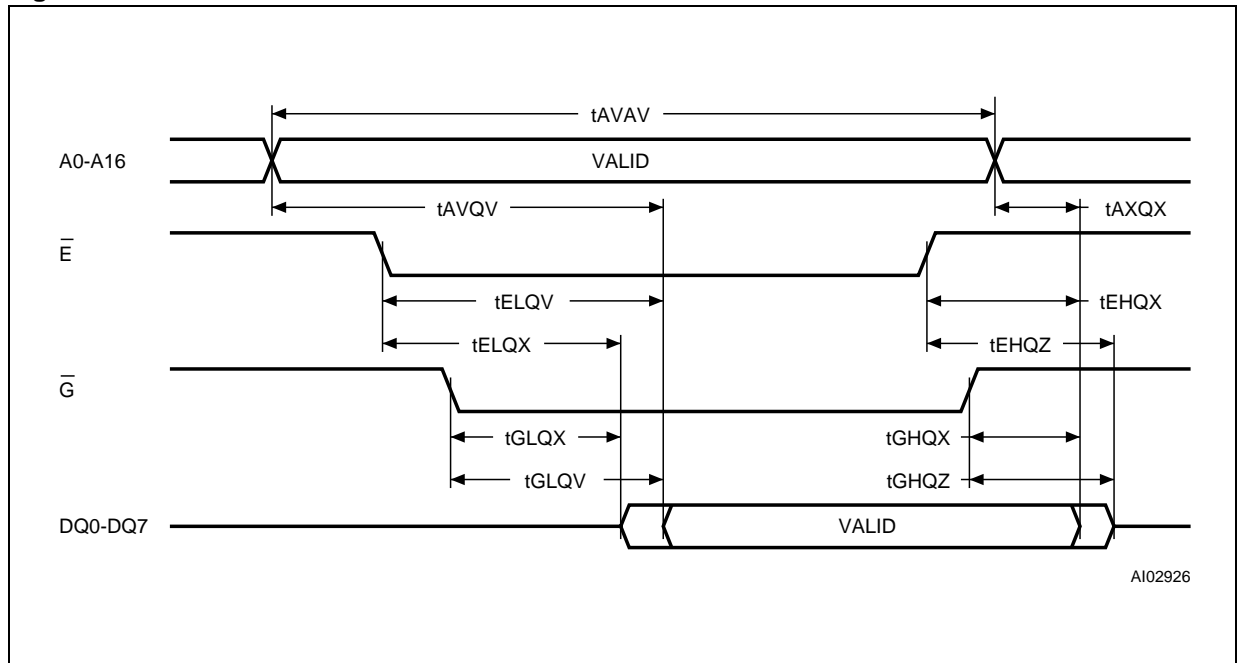 tAVAV
A0-A16
VALID
tAVQV
tAXQX
E̅
tELQV
tEHQX
tELQX
tEHQZ
G̅
tGLQX
tGHQX
tGLQV
tGHQZ
DQ0-DQ7
VALID
AI02926